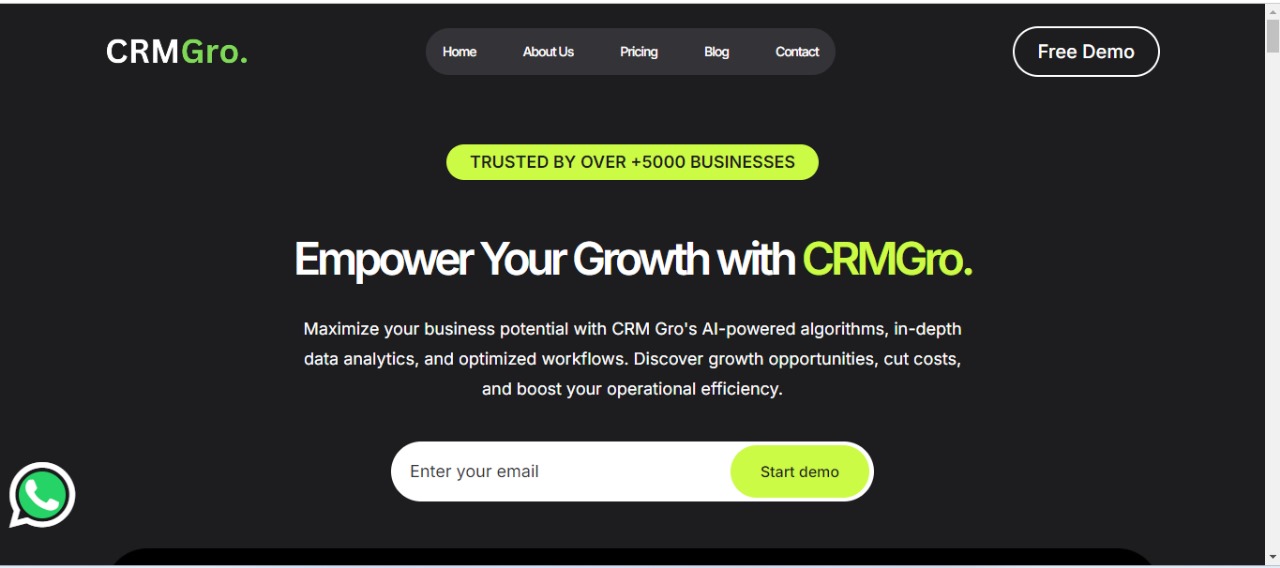 CRMGro.
Home
About Us
Pricing
Blog
Contact
Free Demo
TRUSTED BY OVER +5000 BUSINESSES
Empower Your Growth with CRMGro.
Maximize your business potential with CRM Gro's AI-powered algorithms, in-depth
data analytics, and optimized workflows. Discover growth opportunities, cut costs,
and boost your operational efficiency.
Enter your email
Start demo